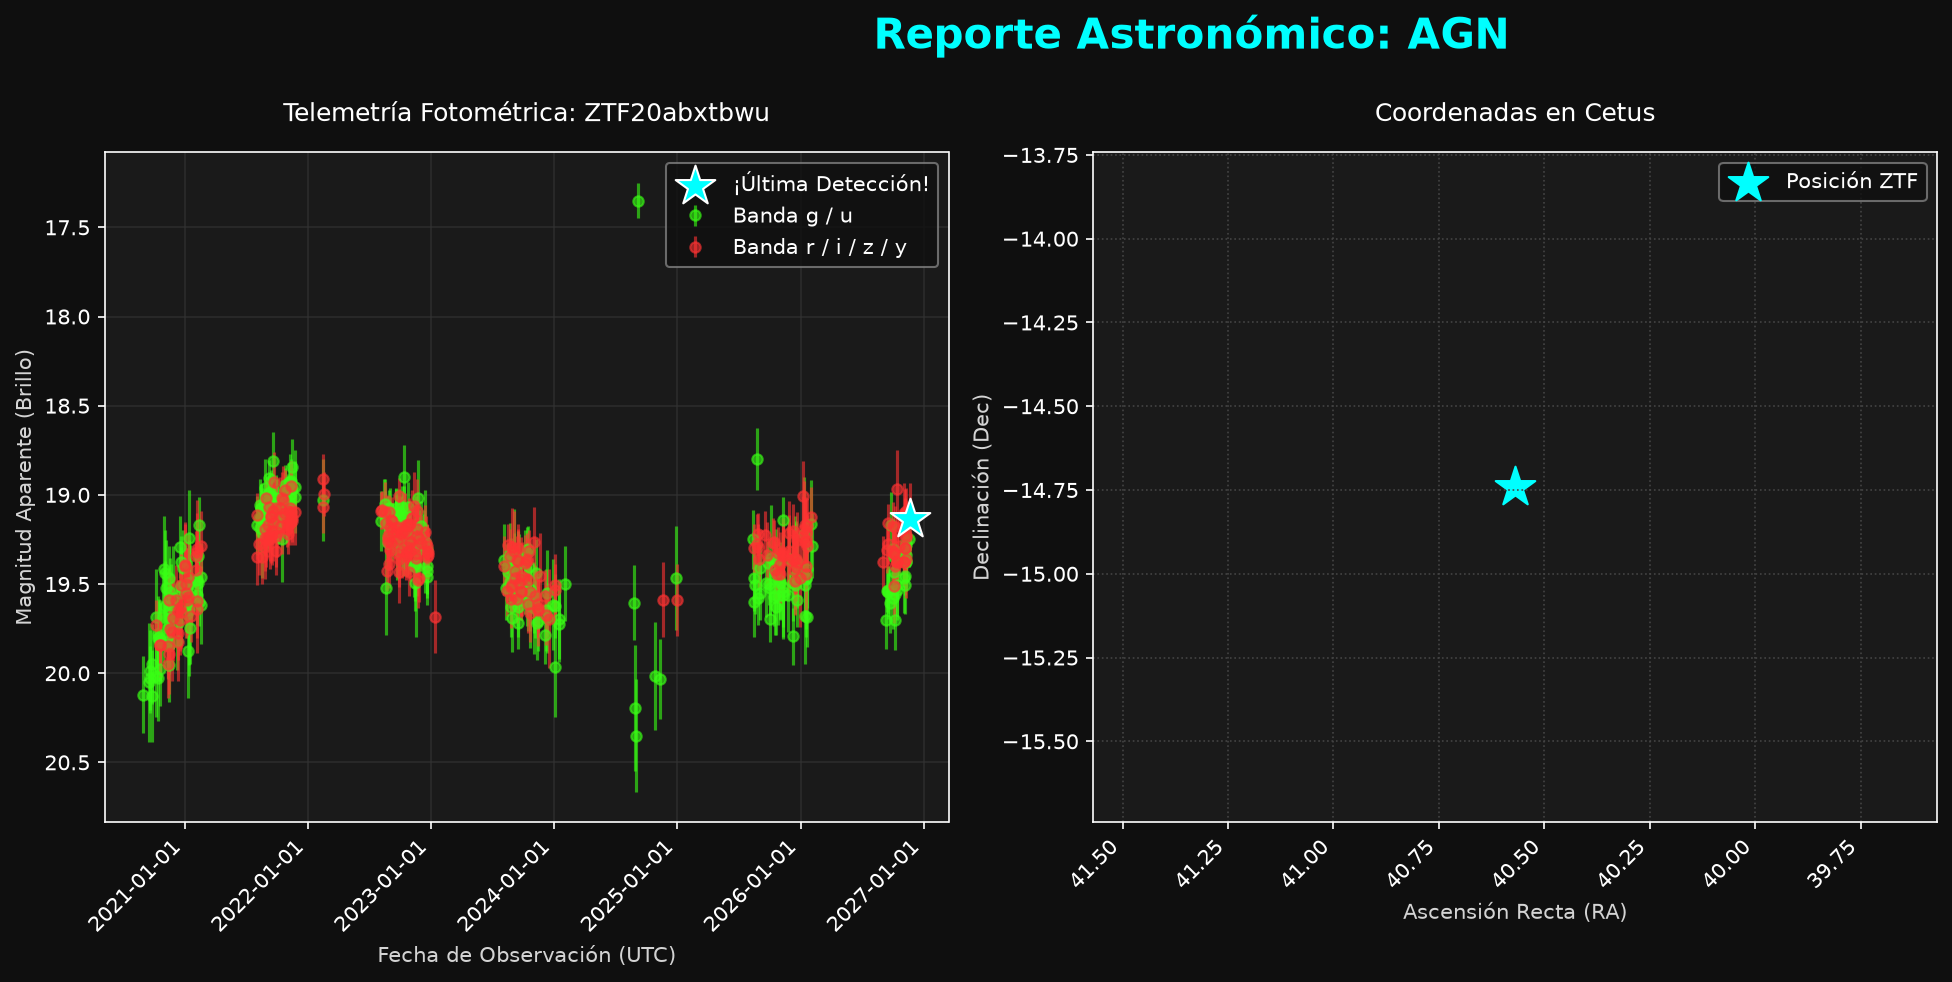 Reporte Astronómico: AGN
Telemetría Fotométrica: ZTF20abxtbwu
¡Última Detección!
Banda g / u
Banda r / i / z / y
Magnitud Aparente (Brillo)
17.5
18.0
18.5
19.0
19.5
20.0
20.5
2021-01-01
2022-01-01
2023-01-01
2024-01-01
2025-01-01
2026-01-01
2027-01-01
Fecha de Observación (UTC)
Coordenadas en Cetus
Posición ZTF
Declinación (Dec)
−13.75
−14.00
−14.25
−14.50
−14.75
−15.00
−15.25
−15.50
41.50
41.25
41.00
40.75
40.50
40.25
40.00
39.75
Ascensión Recta (RA)